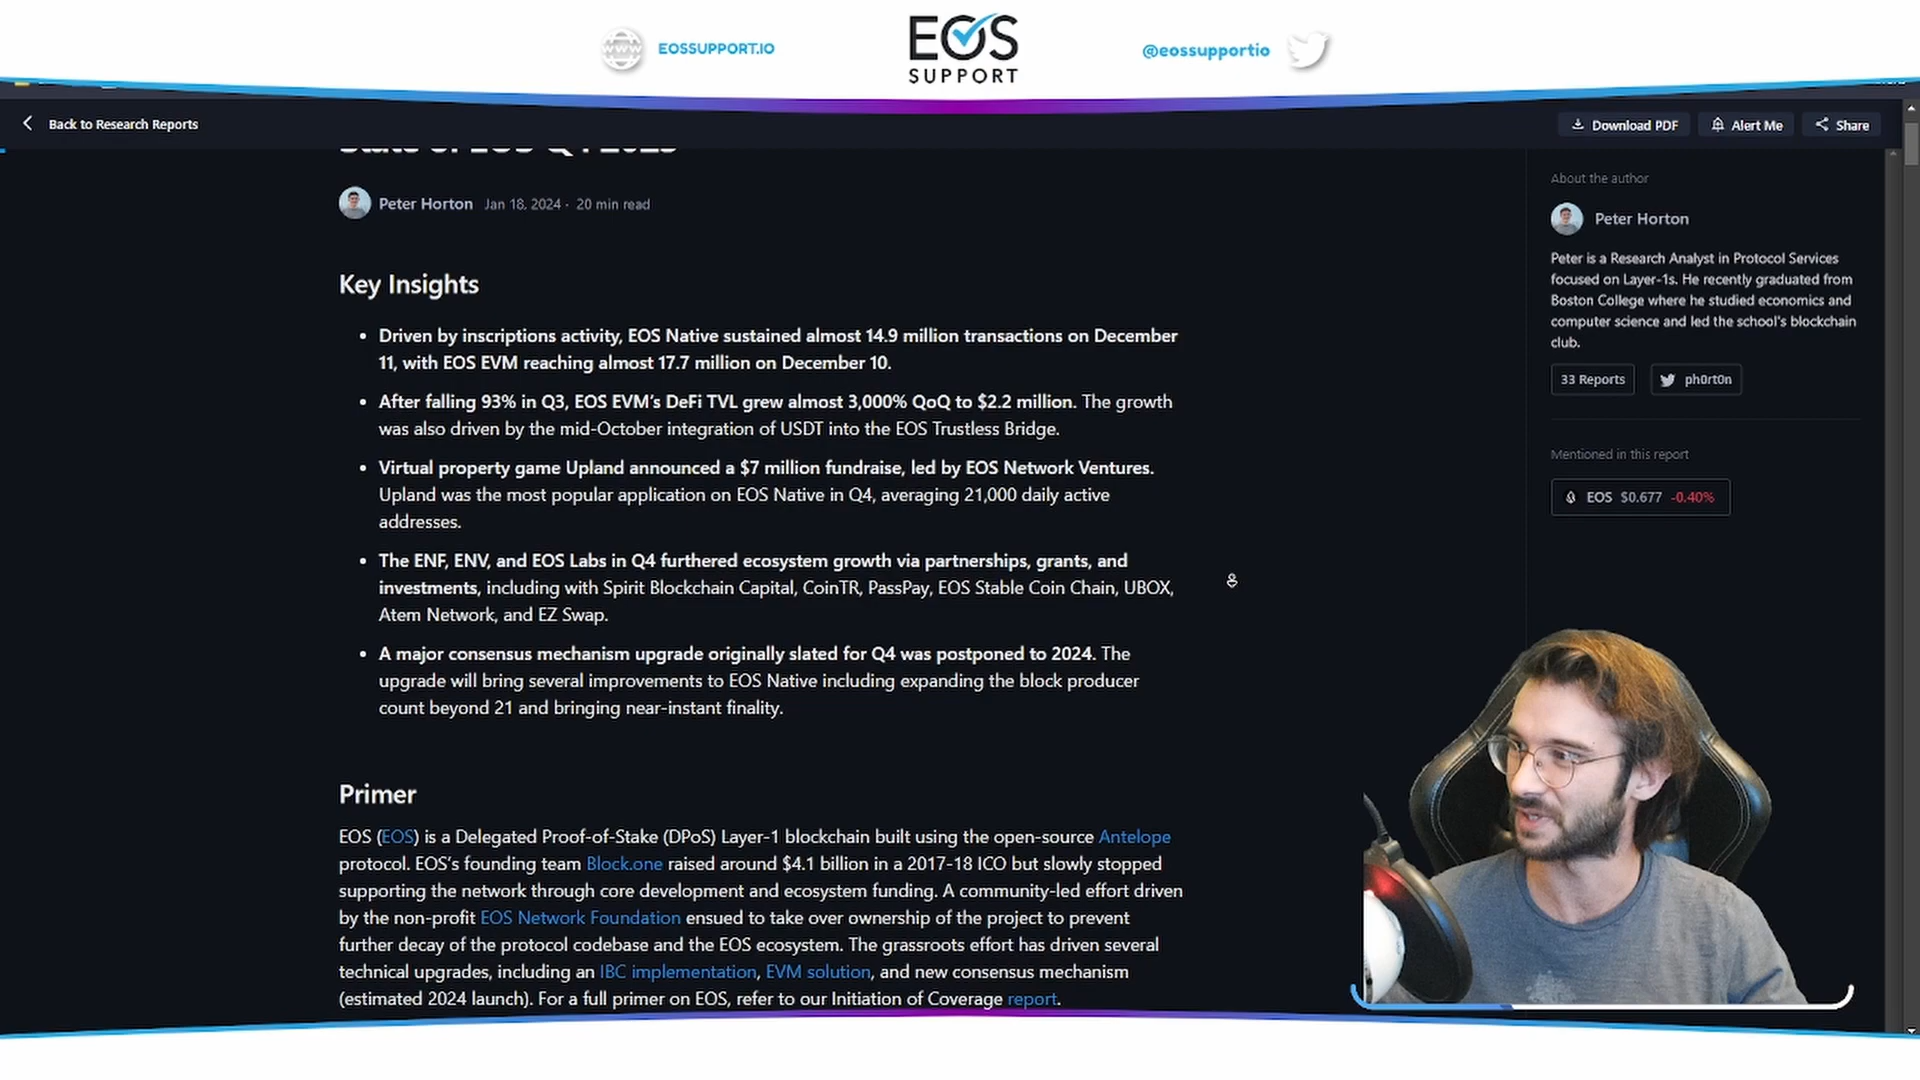 www
EOSSUPPORT.IO
EOS
SUPPORT
@eossupportio
Back to Research Reports
Download PDF
Alert Me
Share
State of EOS Q4 2023
Peter Horton Jan 18, 2024 · 20 min read
Key Insights
• Driven by inscriptions activity, EOS Native sustained almost 14.9 million transactions on December
11, with EOS EVM reaching almost 17.7 million on December 10.
• After falling 93% in Q3, EOS EVM’s DeFi TVL grew almost 3,000% QoQ to $2.2 million. The growth
was also driven by the mid-October integration of USDT into the EOS Trustless Bridge.
• Virtual property game Upland announced a $7 million fundraise, led by EOS Network Ventures.
Upland was the most popular application on EOS Native in Q4, averaging 21,000 daily active
addresses.
• The ENF, ENV, and EOS Labs in Q4 furthered ecosystem growth via partnerships, grants, and
investments, including with Spirit Blockchain Capital, CoinTR, PassPay, EOS Stable Coin Chain, UBOX,
Atem Network, and EZ Swap.
• A major consensus mechanism upgrade originally slated for Q4 was postponed to 2024. The
upgrade will bring several improvements to EOS Native including expanding the block producer
count beyond 21 and bringing near-instant finality.
Primer
EOS (EOS) is a Delegated Proof-of-Stake (DPoS) Layer-1 blockchain built using the open-source Antelope
protocol. EOS’s founding team Block.one raised around $4.1 billion in a 2017-18 ICO but slowly stopped
supporting the network through core development and ecosystem funding. A community-led effort driven
by the non-profit EOS Network Foundation ensued to take over ownership of the project to prevent
further decay of the protocol codebase and the EOS ecosystem. The grassroots effort has driven several
technical upgrades, including an IBC implementation, EVM solution, and new consensus mechanism
(estimated 2024 launch). For a full primer on EOS, refer to our Initiation of Coverage report.
About the author
Peter Horton
Peter is a Research Analyst in Protocol Services
focused on Layer-1s. He recently graduated from
Boston College where he studied economics and
computer science and led the school's blockchain
club.
33 Reports
ph0rt0n
Mentioned in this report
EOS $0.677 -0.40%